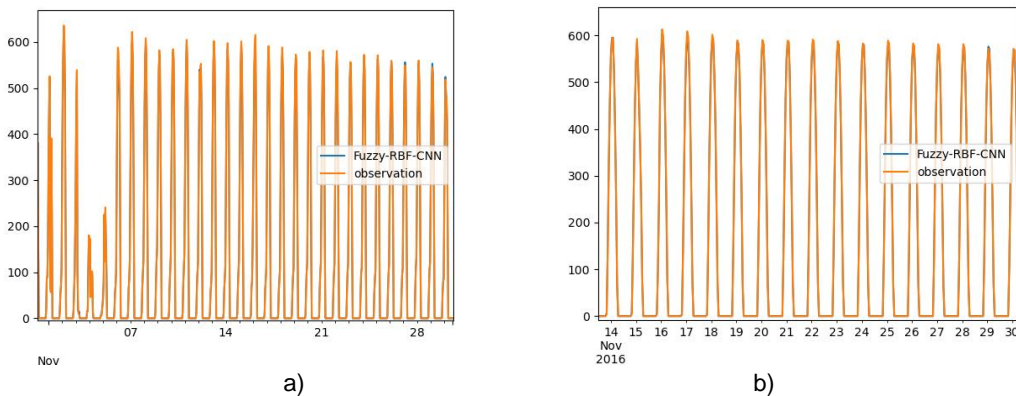 600
500
400
300
200
100
0
Fuzzy-RBF-CNN
observation
07 14 21 28
Nov
a)
600
500
400
300
200
100
0
Fuzzy-RBF-CNN
observation
14 15 16 17 18 19 20 21 22 23 24 25 26 27 28 29 30
Nov
2016
b)